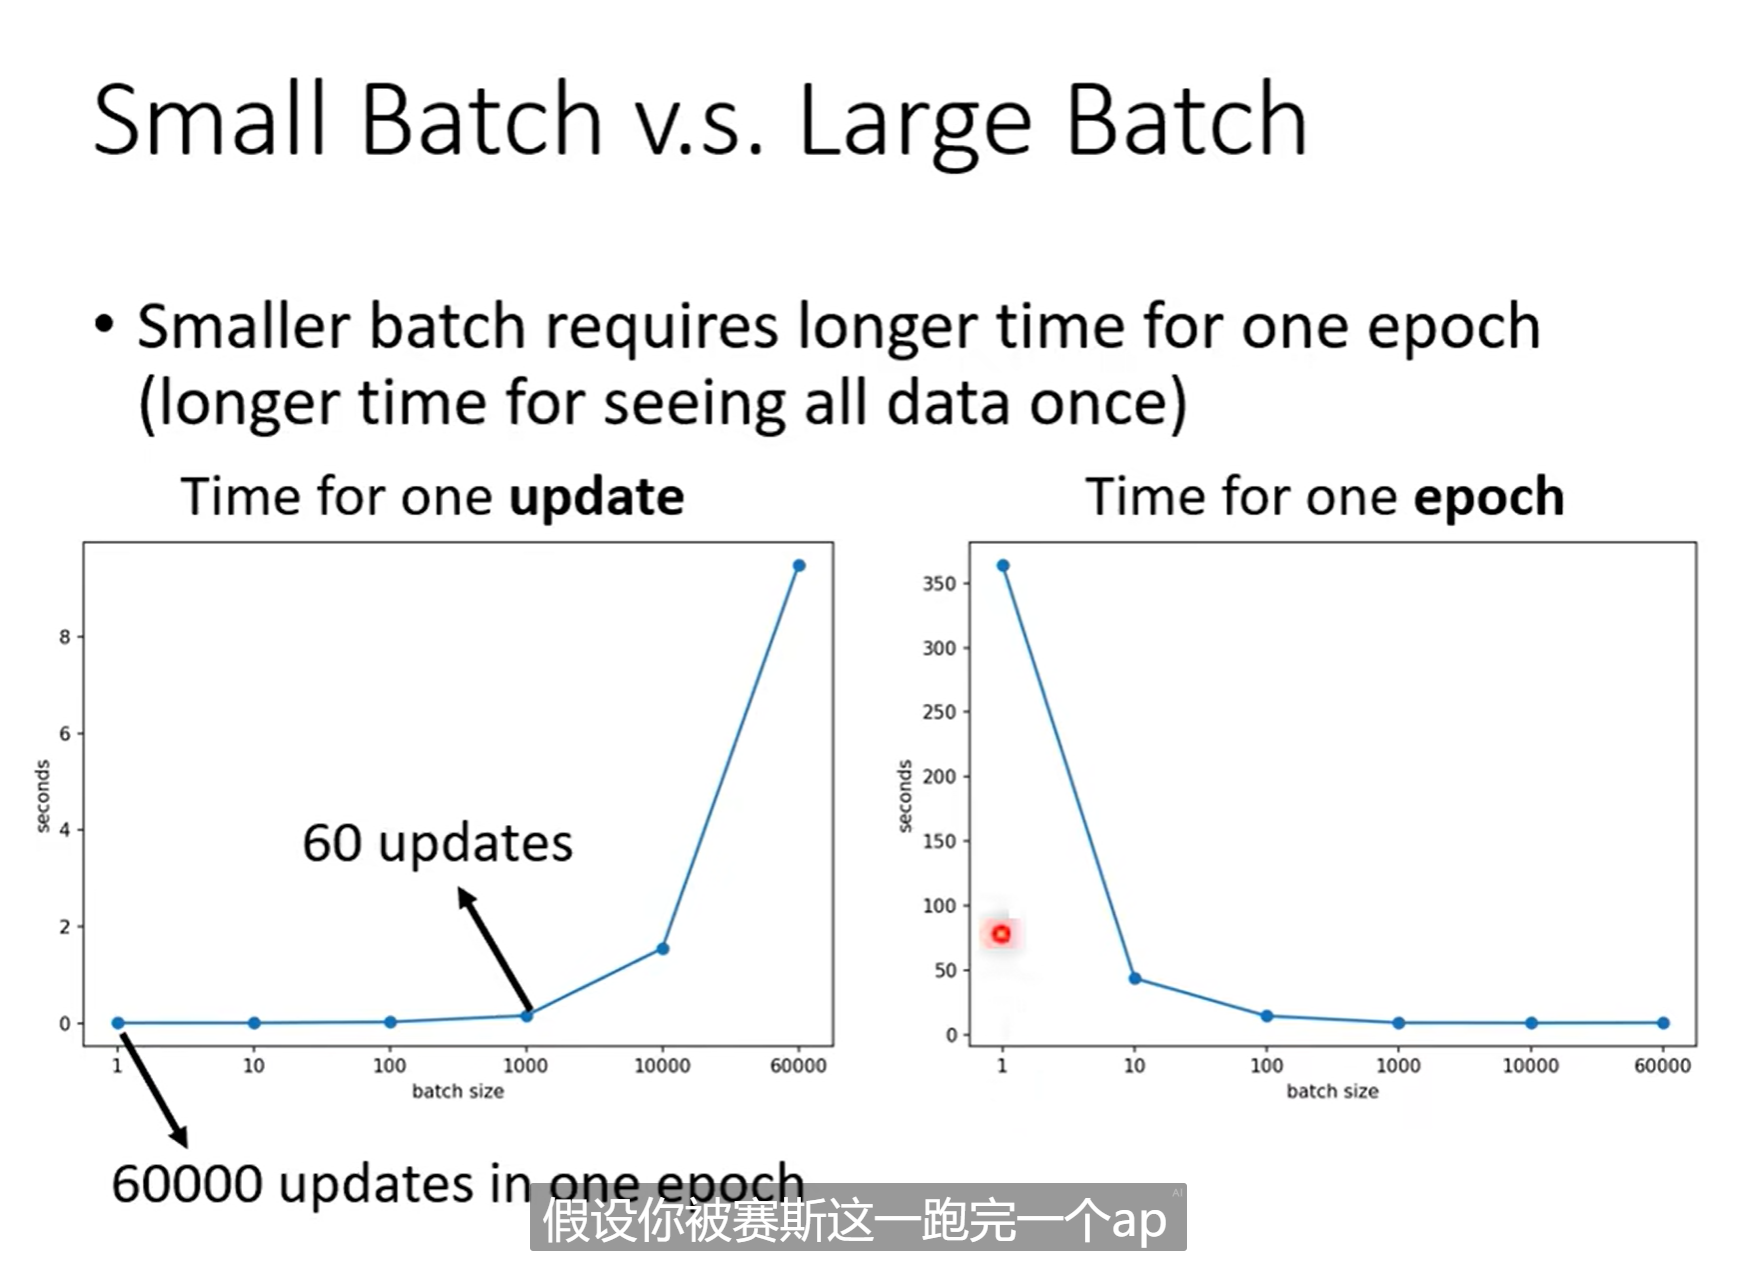 Small Batch v.s. Large Batch
• Smaller batch requires longer time for one epoch
(longer time for seeing all data once)
Time for one update
Time for one epoch
8
6
4
2
0
seconds
60 updates
1 10 100 1000 10000 60000
batch size
350
300
250
200
150
100
50
0
seconds
1 10 100 1000 10000 60000
batch size
60000 updates in one epoch
AI
假设你被赛斯这一跑完一个ap